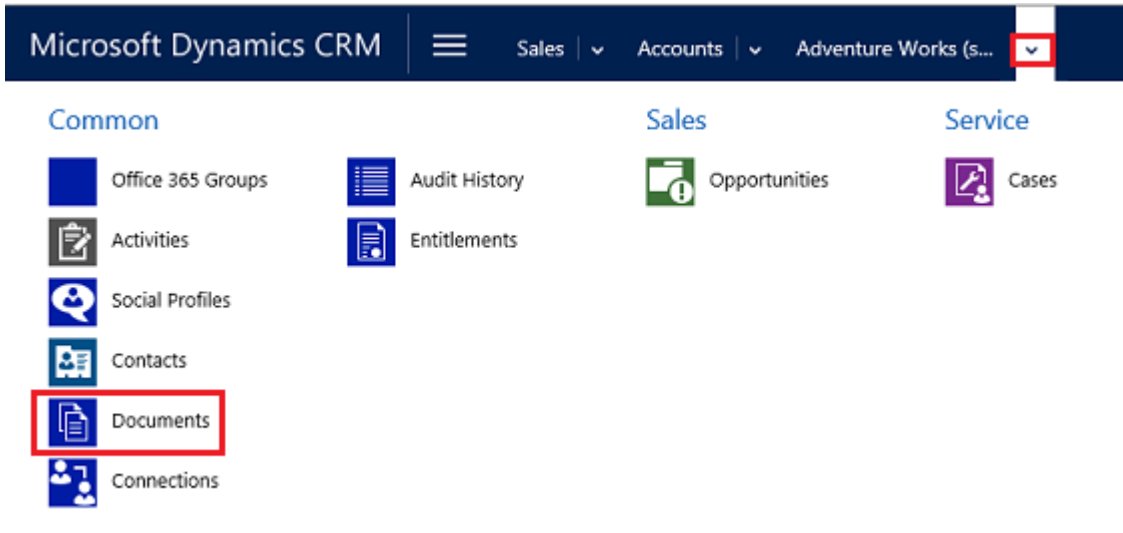 Microsoft Dynamics CRM Sales Accounts Adventure Works (s...
Common Sales Service
Office 365 Groups Audit History Opportunities Cases
Activities Entitlements
Social Profiles
Contacts
Documents
Connections